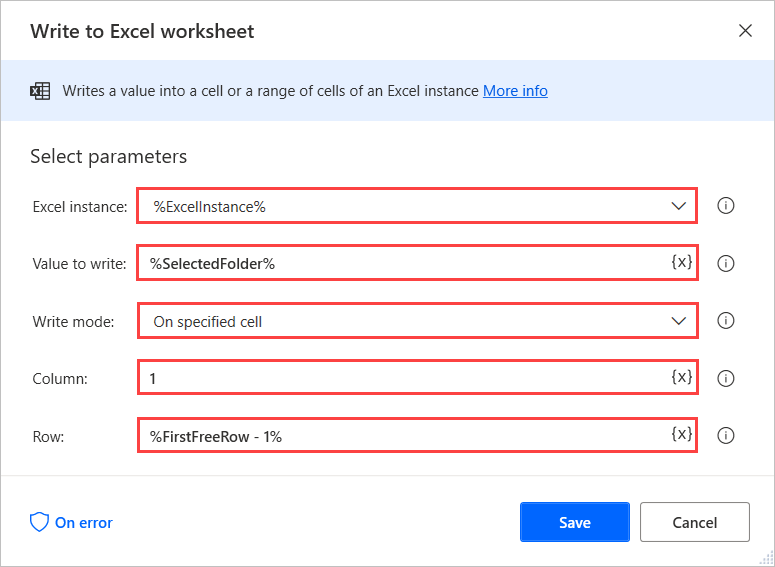 Write to Excel worksheet
Writes a value into a cell or a range of cells of an Excel instance More info
Select parameters
Excel instance: %ExcelInstance%
Value to write: %SelectedFolder% {x}
Write mode: On specified cell
Column: 1 {x}
Row: %FirstFreeRow - 1% {x}
On error Save Cancel